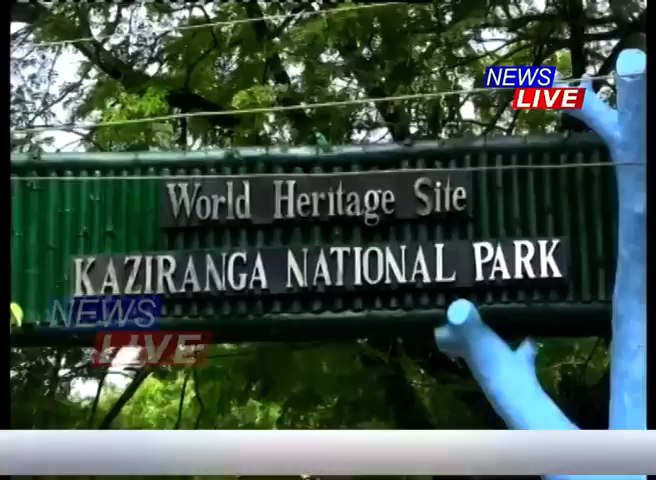 NEWS
LIVE
World Heritage Site
KAZIRANGA NATIONAL PARK
NEWS
LIVE